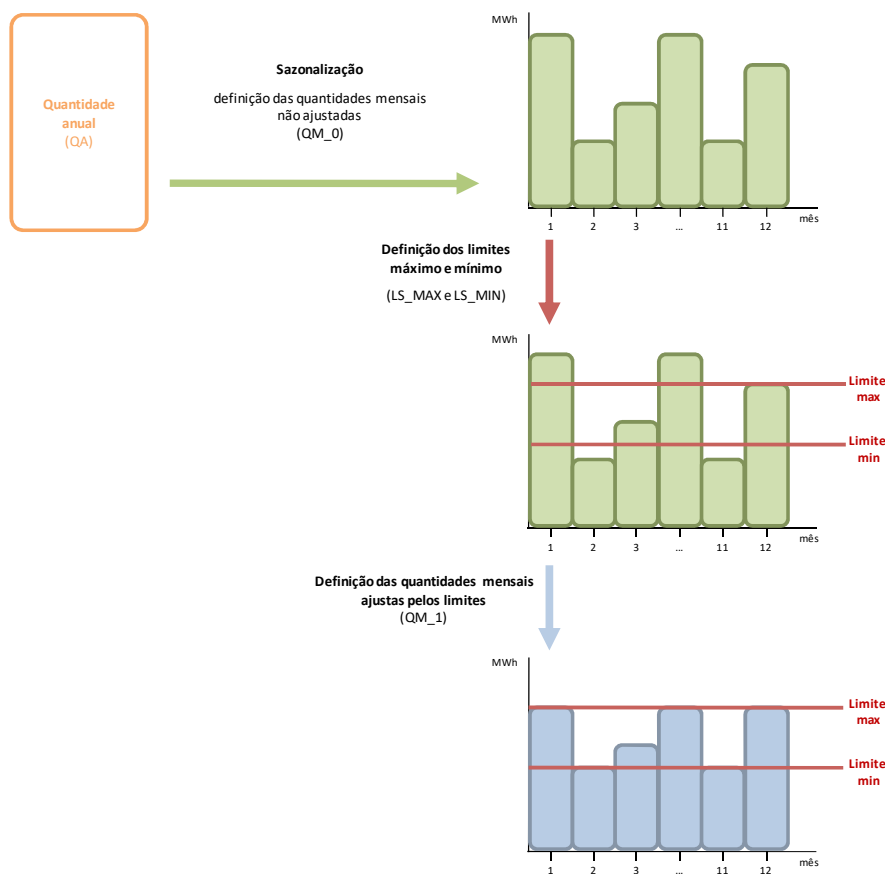 Quantidade
anual
(QA)
Sazonalização
definição das quantidades mensais
não ajustadas
(QM_0)
MWh
1 2 3 ... 11 12
mês
Definição dos limites
máximo e mínimo
(LS_MAX e LS_MIN)
MWh
Limite
max
Limite
min
1 2 3 ... 11 12
mês
Definição das quantidades mensais
ajustas pelos limites
(QM_1)
MWh
Limite
max
Limite
min
1 2 3 ... 11 12
mês